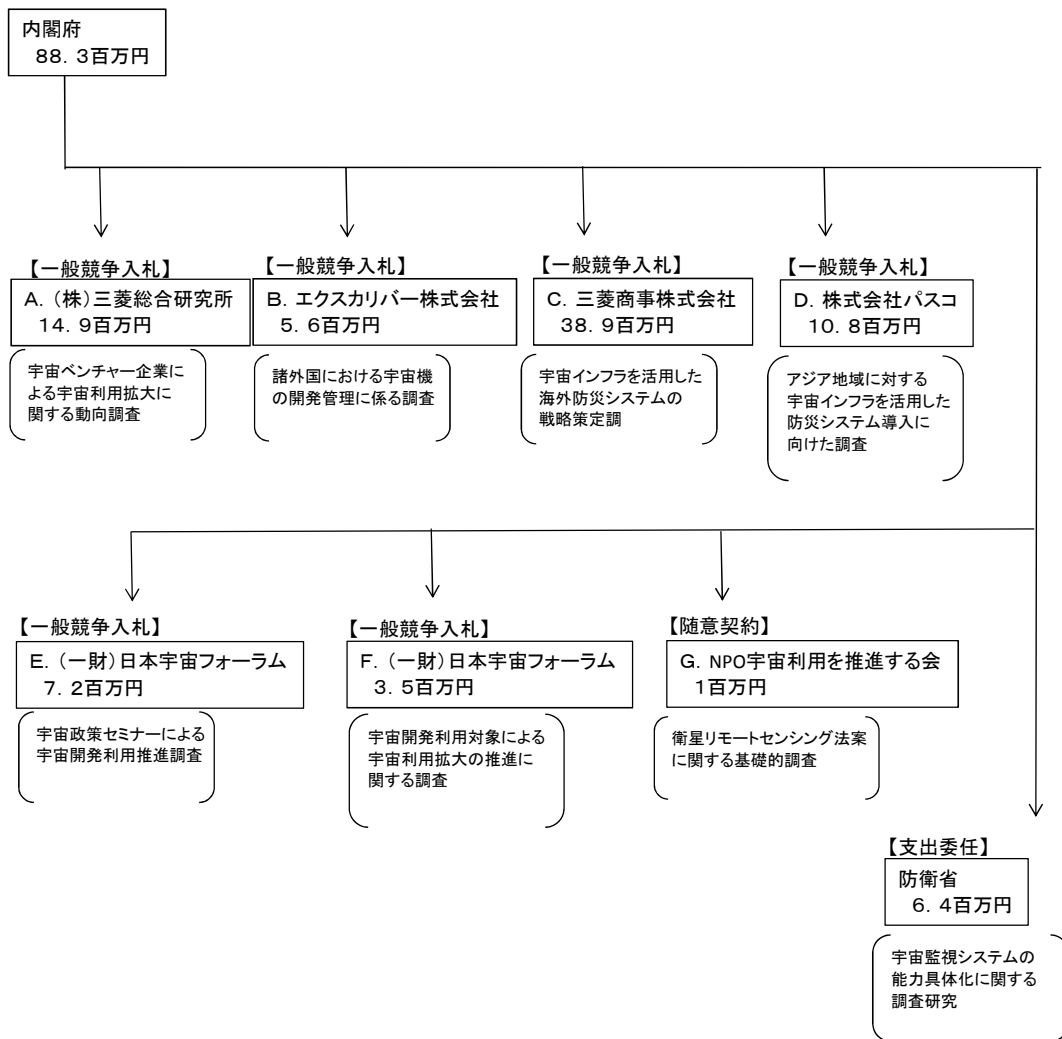 内閣府
88. 3百万円
【一般競争入札】
A. (株)三菱総合研究所
14. 9百万円
宇宙ベンチャー企業に
よる宇宙利用拡大に
関する動向調査
【一般競争入札】
B. エクスカリバー株式会社
5. 6百万円
諸外国における宇宙機
の開発管理に係る調査
【一般競争入札】
C. 三菱商事株式会社
38. 9百万円
宇宙インフラを活用した
海外防災システムの
戦略策定調
【一般競争入札】
D. 株式会社パスコ
10. 8百万円
アジア地域に対する
宇宙インフラを活用した
防災システム導入に
向けた調査
【一般競争入札】
E. (一財)日本宇宙フォーラム
7. 2百万円
宇宙政策セミナーによる
宇宙開発利用推進調査
【一般競争入札】
F. (一財)日本宇宙フォーラム
3. 5百万円
宇宙開発利用対象による
宇宙利用拡大の推進に
関する調査
【随意契約】
G. NPO宇宙利用を推進する会
1百万円
衛星リモートセンシング法案
に関する基礎的調査
【支出委任】
防衛省
6. 4百万円
宇宙監視システムの
能力具体化に関する
調査研究